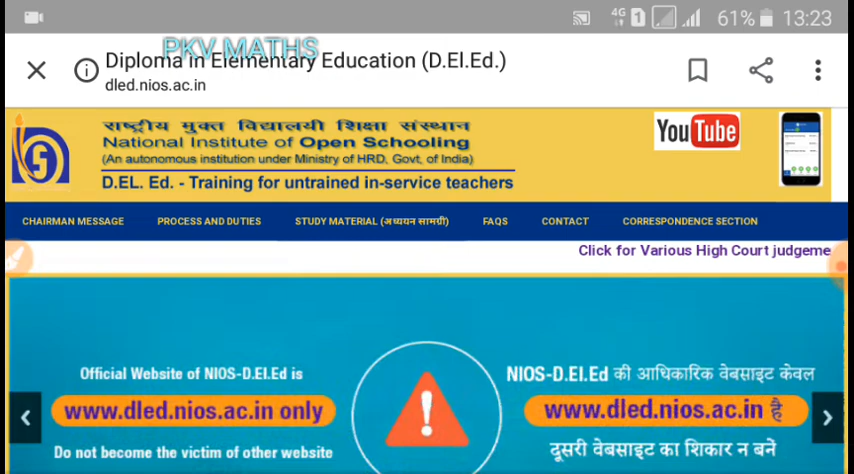 4G 1 61% 13:23
PKV MATHS
Diploma in Elementary Education (D.El.Ed.)
dled.nios.ac.in
राष्ट्रीय मुक्त विद्यालयी शिक्षा संस्थान
National Institute of Open Schooling
(An autonomous institution under Ministry of HRD, Govt. of India)
D.EL. Ed. - Training for untrained in-service teachers
YouTube
CHAIRMAN MESSAGE PROCESS AND DUTIES STUDY MATERIAL (अध्ययन सामग्री) FAQS CONTACT CORRESPONDENCE SECTION
Click for Various High Court judgeme
Official Website of NIOS-D.El.Ed is
www.dled.nios.ac.in only
Do not become the victim of other website
NIOS-D.El.Ed की आधिकारिक वेबसाइट केवल
www.dled.nios.ac.in है
दूसरी वेबसाइट का शिकार न बनें